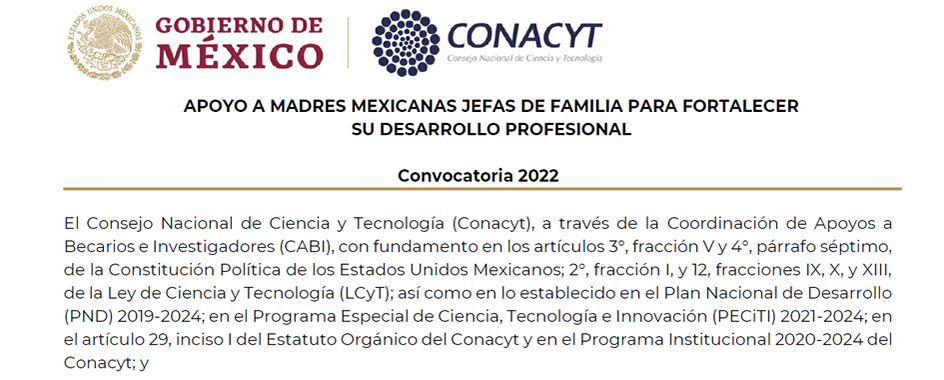 ESTADOS UNIDOS MEXICANOS
GOBIERNO DE
MÉXICO
CONACYT
Consejo Nacional de Ciencia y Tecnología
APOYO A MADRES MEXICANAS JEFAS DE FAMILIA PARA FORTALECER
SU DESARROLLO PROFESIONAL
Convocatoria 2022
El Consejo Nacional de Ciencia y Tecnología (Conacyt), a través de la Coordinación de Apoyos a
Becarios e Investigadores (CABI), con fundamento en los artículos 3°, fracción V y 4°, párrafo séptimo,
de la Constitución Política de los Estados Unidos Mexicanos; 2°, fracción I, y 12, fracciones IX, X, y XIII,
de la Ley de Ciencia y Tecnología (LCyT); así como en lo establecido en el Plan Nacional de Desarrollo
(PND) 2019-2024; en el Programa Especial de Ciencia, Tecnología e Innovación (PECiTI) 2021-2024; en
el artículo 29, inciso I del Estatuto Orgánico del Conacyt y en el Programa Institucional 2020-2024 del
Conacyt; y